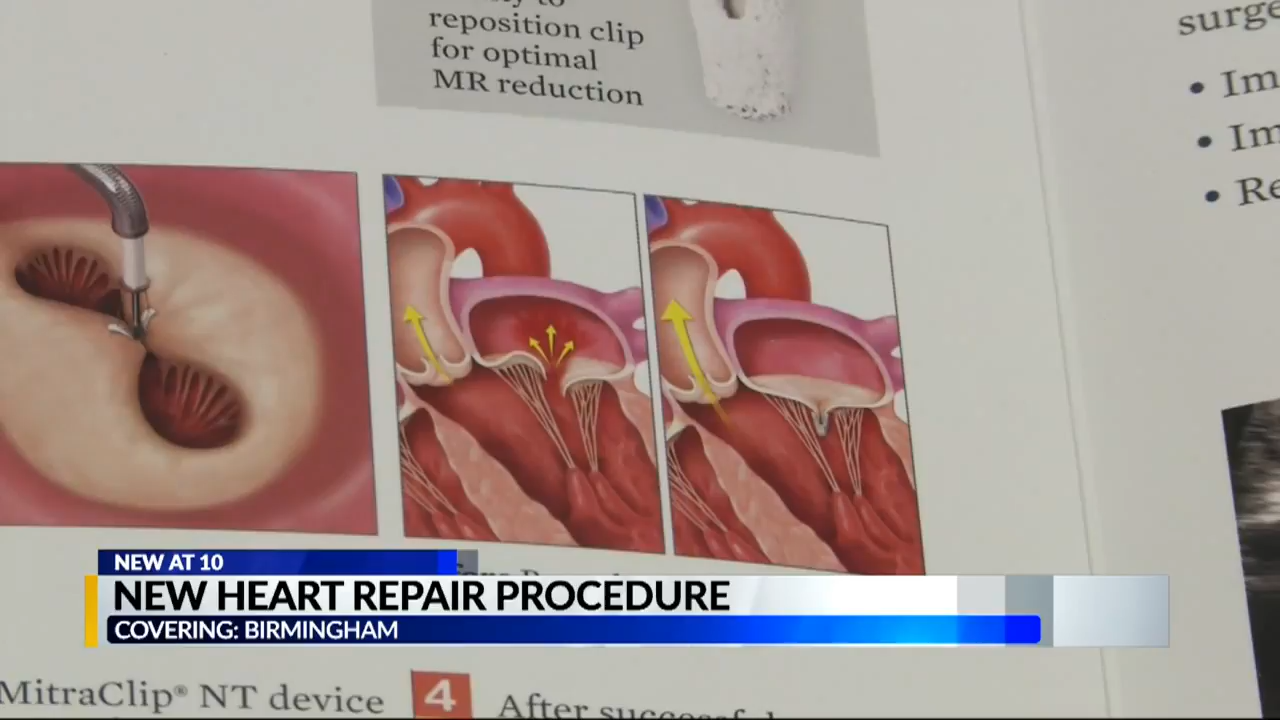 reposition clip
for optimal
MR reduction
surge
• Im
• Im
• Re
NEW AT 10
NEW HEART REPAIR PROCEDURE
COVERING: BIRMINGHAM
MitraClip® NT device
4 After